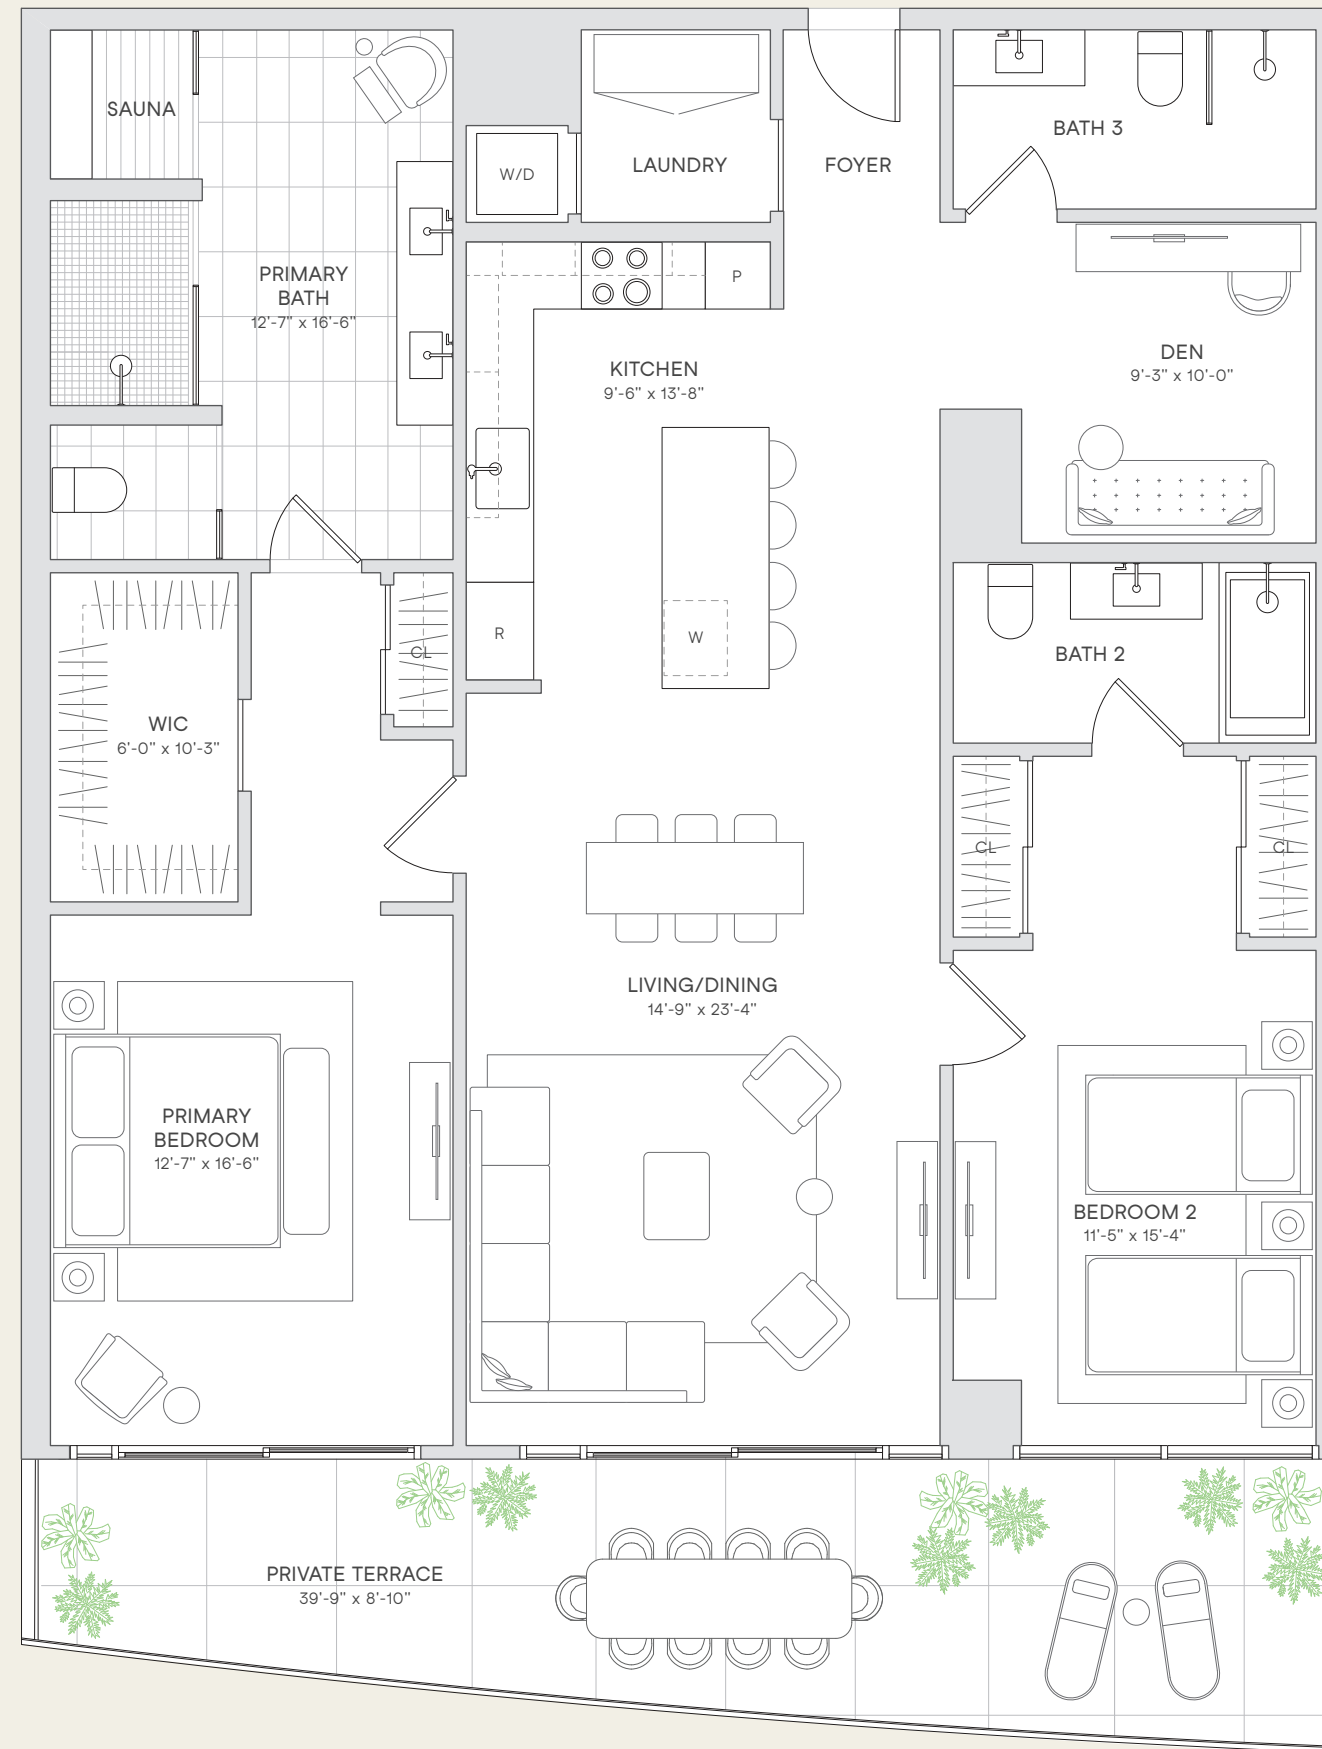 SAUNA
PRIMARY
BATH
12'-7" x 16'-6"
W/D
LAUNDRY
FOYER
BATH 3
P
KITCHEN
9'-6" x 13'-8"
DEN
9'-3" x 10'-0"
R
W
CL
BATH 2
WIC
6'-0" x 10'-3"
CL
CL
LIVING/DINING
14'-9" x 23'-4"
PRIMARY
BEDROOM
12'-7" x 16'-6"
BEDROOM 2
11'-5" x 15'-4"
PRIVATE TERRACE
39'-9" x 8'-10"